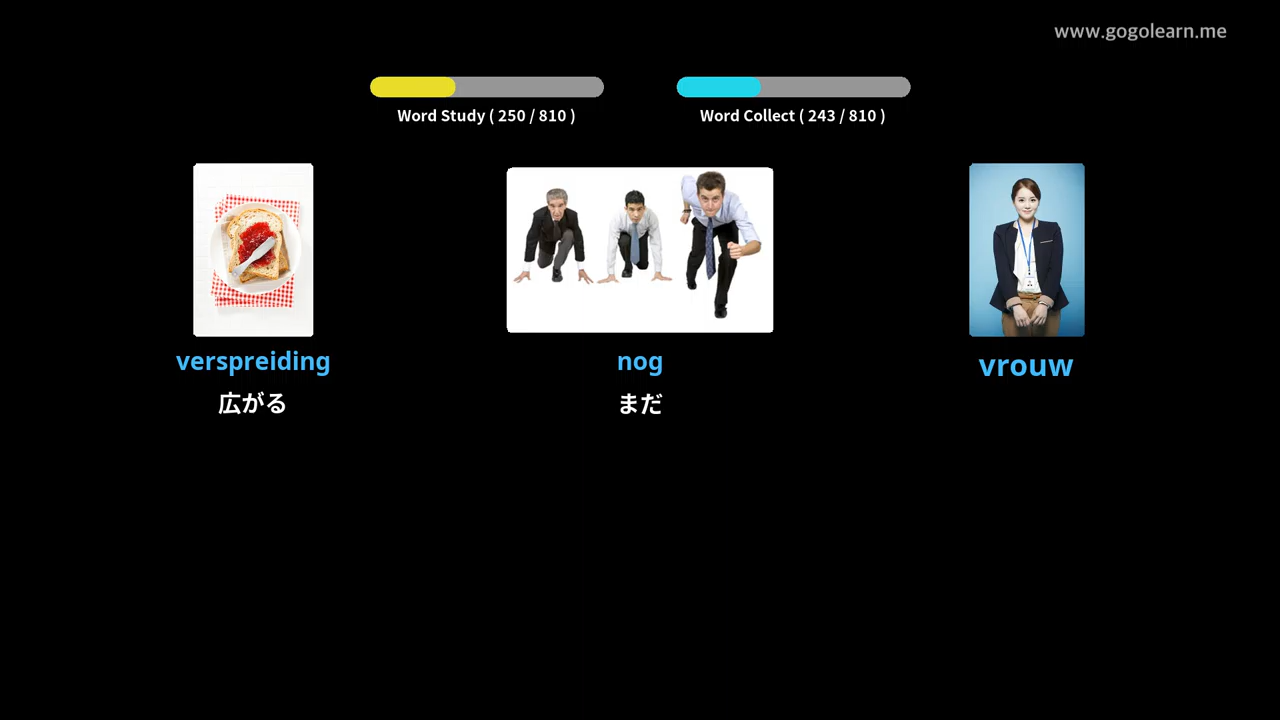 www.gogolearn.me
Word Study ( 250 / 810 )
Word Collect ( 243 / 810 )
verspreiding
広がる
nog
まだ
vrouw